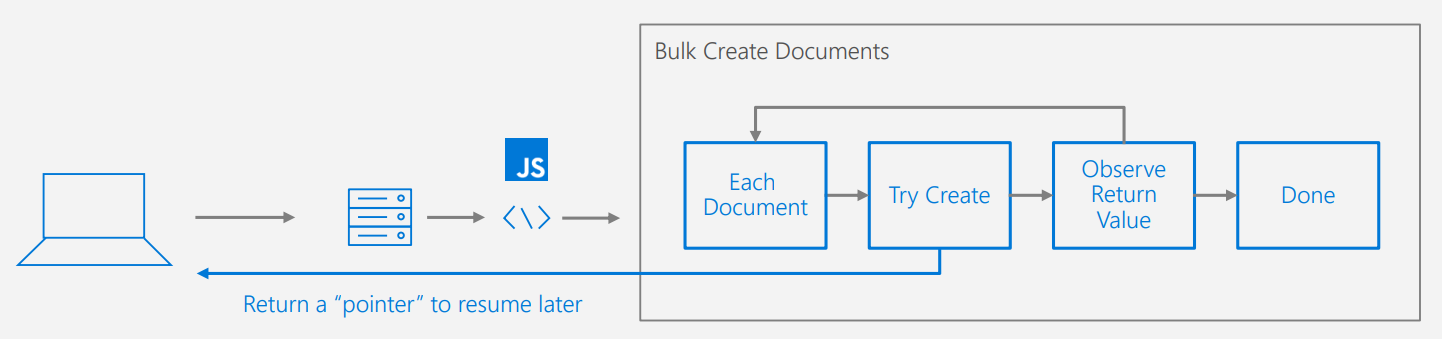 Bulk Create Documents
JS
Each
Document
Try Create
Observe
Return
Value
Done
Return a “pointer” to resume later